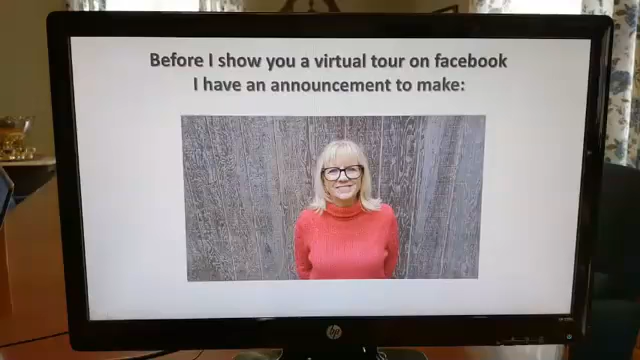 Before I show you a virtual tour on facebook
I have an announcement to make:
hp